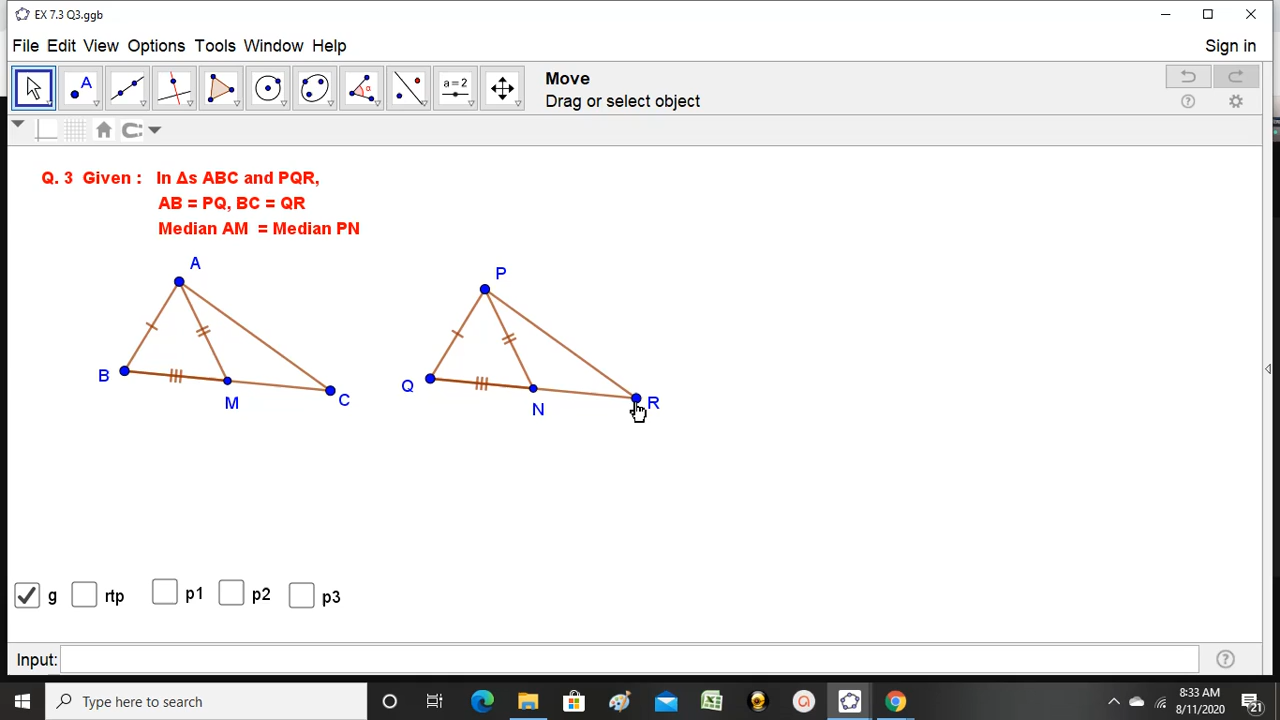 EX 7.3 Q3.ggb
File Edit View Options Tools Window Help
Sign in
A
α
a=2
Move
Drag or select object
Q. 3 Given : In Δs ABC and PQR,
AB = PQ, BC = QR
Median AM = Median PN
A
P
B
M
C
Q
N
R
g
rtp
p1
p2
p3
Input:
Type here to search
8:33 AM
8/11/2020
21